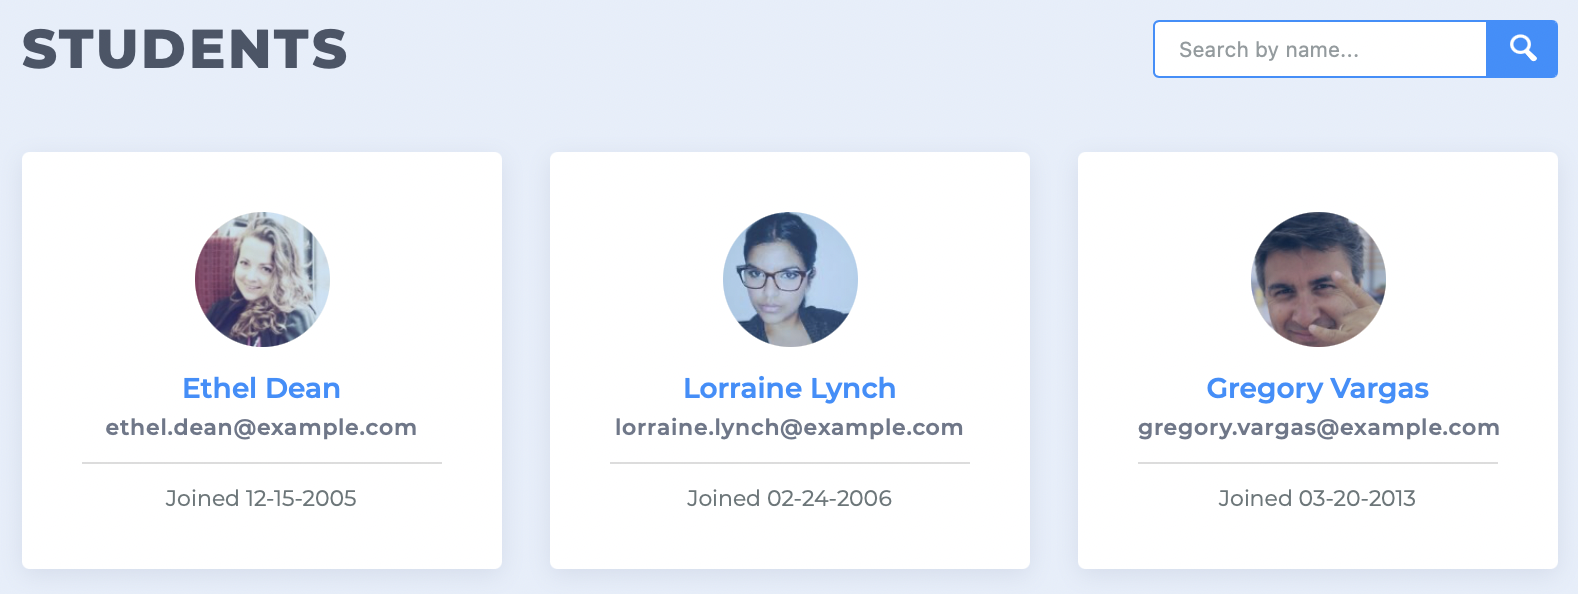 STUDENTS
Search by name...
Ethel Dean
ethel.dean@example.com
Joined 12-15-2005
Lorraine Lynch
lorraine.lynch@example.com
Joined 02-24-2006
Gregory Vargas
gregory.vargas@example.com
Joined 03-20-2013